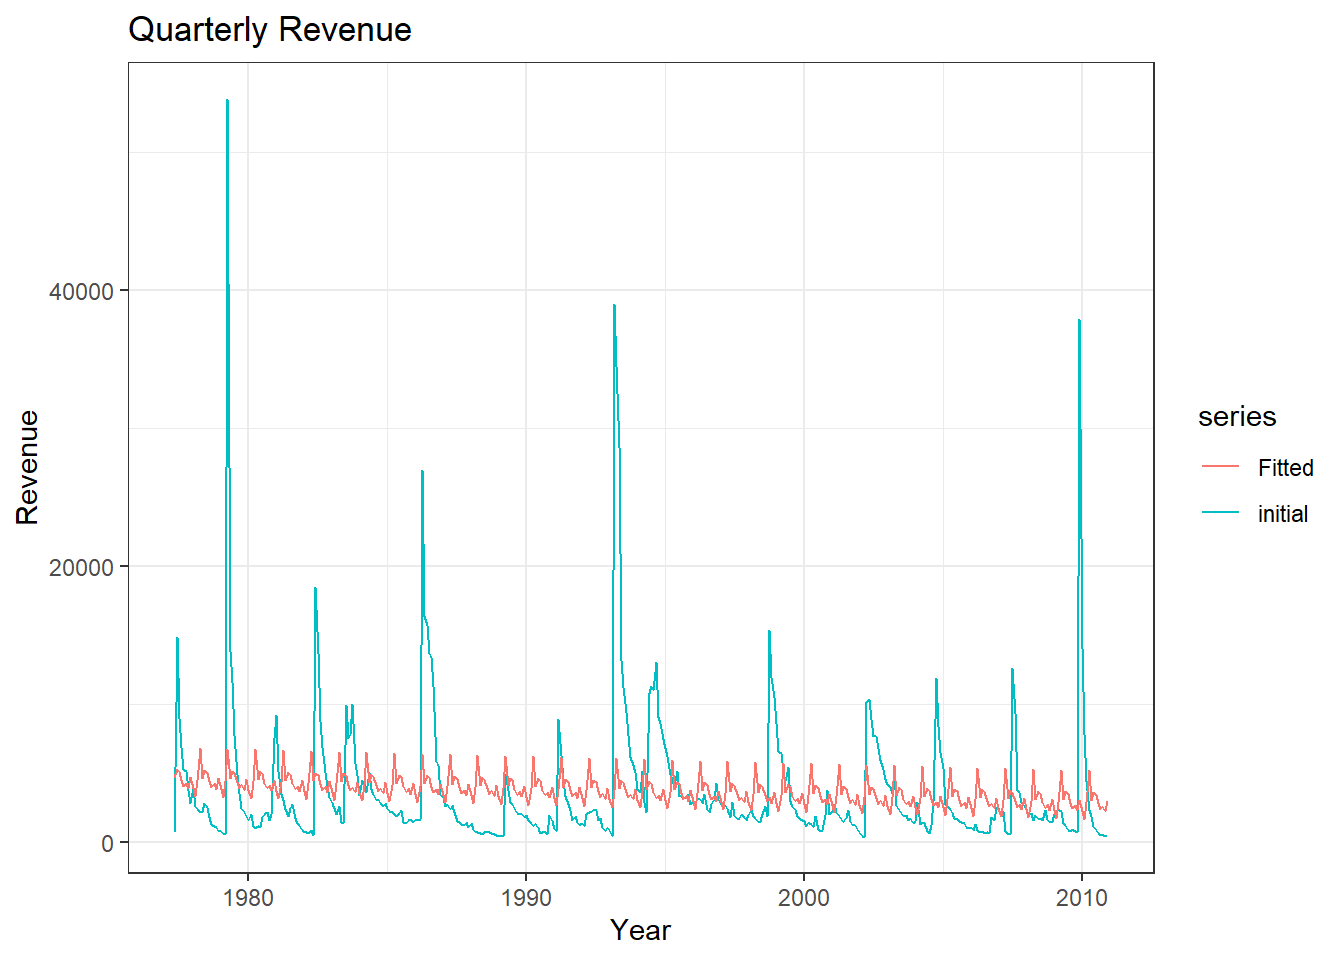 Quarterly Revenue
40000
20000
0
Revenue
1980
1990
2000
2010
Year
series
Fitted
initial